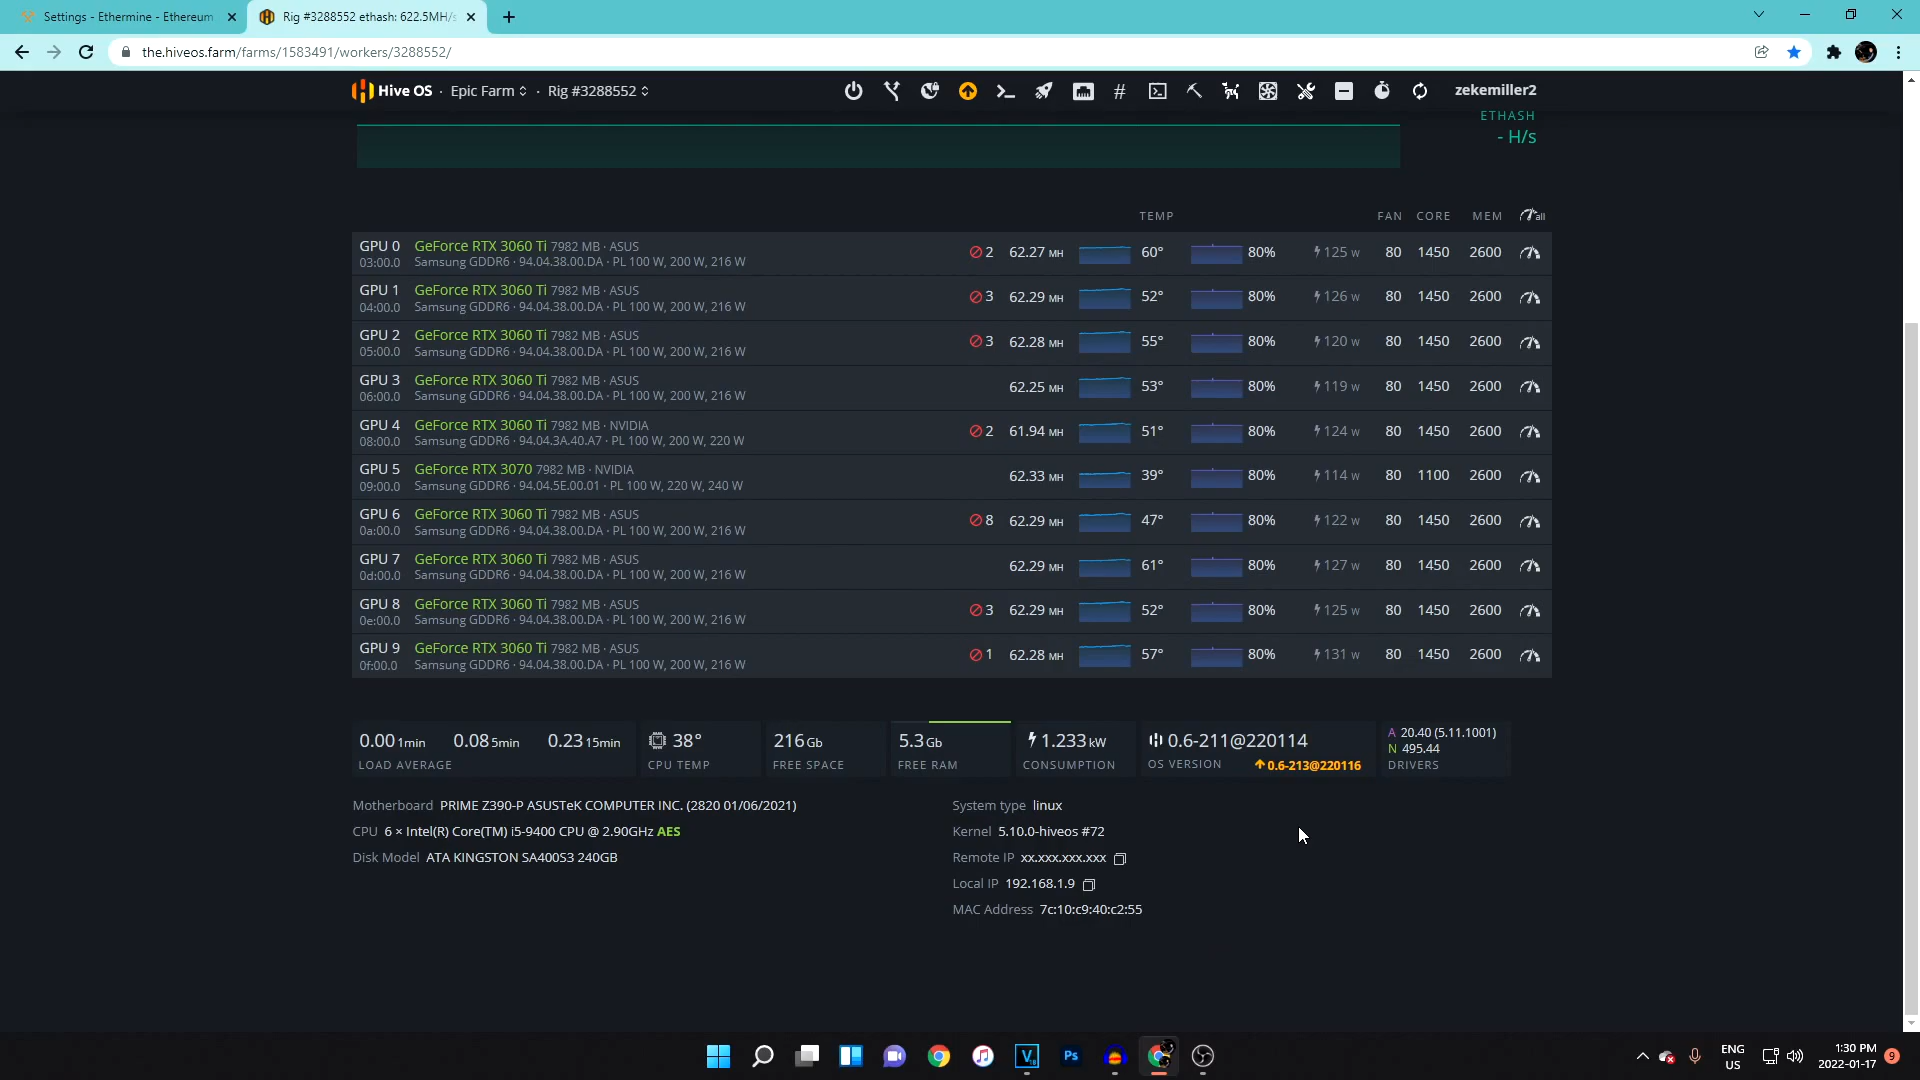 Settings - Ethermine - Ethereum
Rig #3288552 ethash: 622.5MH/s
the.hiveos.farm/farms/1583491/workers/3288552/
Hive OS · Epic Farm · Rig #3288552
zekemiller2
ETHASH
- H/s
TEMP FAN CORE MEM all
GPU 0 GeForce RTX 3060 Ti 7982 MB · ASUS 2 62.27 MH 60° 80% 125 W 80 1450 2600
03:00.0 Samsung GDDR6 · 94.04.38.00.DA · PL 100 W, 200 W, 216 W
GPU 1 GeForce RTX 3060 Ti 7982 MB · ASUS 3 62.29 MH 52° 80% 126 W 80 1450 2600
04:00.0 Samsung GDDR6 · 94.04.38.00.DA · PL 100 W, 200 W, 216 W
GPU 2 GeForce RTX 3060 Ti 7982 MB · ASUS 3 62.28 MH 55° 80% 120 W 80 1450 2600
05:00.0 Samsung GDDR6 · 94.04.38.00.DA · PL 100 W, 200 W, 216 W
GPU 3 GeForce RTX 3060 Ti 7982 MB · ASUS 62.25 MH 53° 80% 119 W 80 1450 2600
06:00.0 Samsung GDDR6 · 94.04.38.00.DA · PL 100 W, 200 W, 216 W
GPU 4 GeForce RTX 3060 Ti 7982 MB · NVIDIA 2 61.94 MH 51° 80% 124 W 80 1450 2600
08:00.0 Samsung GDDR6 · 94.04.3A.40.A7 · PL 100 W, 200 W, 220 W
GPU 5 GeForce RTX 3070 7982 MB · NVIDIA 62.33 MH 39° 80% 114 W 80 1100 2600
09:00.0 Samsung GDDR6 · 94.04.5E.00.01 · PL 100 W, 220 W, 240 W
GPU 6 GeForce RTX 3060 Ti 7982 MB · ASUS 8 62.29 MH 47° 80% 122 W 80 1450 2600
0a:00.0 Samsung GDDR6 · 94.04.38.00.DA · PL 100 W, 200 W, 216 W
GPU 7 GeForce RTX 3060 Ti 7982 MB · ASUS 62.29 MH 61° 80% 127 W 80 1450 2600
0d:00.0 Samsung GDDR6 · 94.04.38.00.DA · PL 100 W, 200 W, 216 W
GPU 8 GeForce RTX 3060 Ti 7982 MB · ASUS 3 62.29 MH 52° 80% 125 W 80 1450 2600
0e:00.0 Samsung GDDR6 · 94.04.38.00.DA · PL 100 W, 200 W, 216 W
GPU 9 GeForce RTX 3060 Ti 7982 MB · ASUS 1 62.28 MH 57° 80% 131 W 80 1450 2600
0f:00.0 Samsung GDDR6 · 94.04.38.00.DA · PL 100 W, 200 W, 216 W
0.00 1min 0.08 5min 0.23 15min
LOAD AVERAGE
38°
CPU TEMP
216 Gb
FREE SPACE
5.3 Gb
FREE RAM
1.233 kW
CONSUMPTION
0.6-211@220114
OS VERSION 0.6-213@220116
A 20.40 (5.11.1001)
N 495.44
DRIVERS
Motherboard PRIME Z390-P ASUSTeK COMPUTER INC. (2820 01/06/2021)
CPU 6 × Intel(R) Core(TM) i5-9400 CPU @ 2.90GHz AES
Disk Model ATA KINGSTON SA400S3 240GB
System type linux
Kernel 5.10.0-hiveos #72
Remote IP xx.xxx.xxx.xxx
Local IP 192.168.1.9
MAC Address 7c:10:c9:40:c2:55
ENG
US
1:30 PM
2022-01-17
9